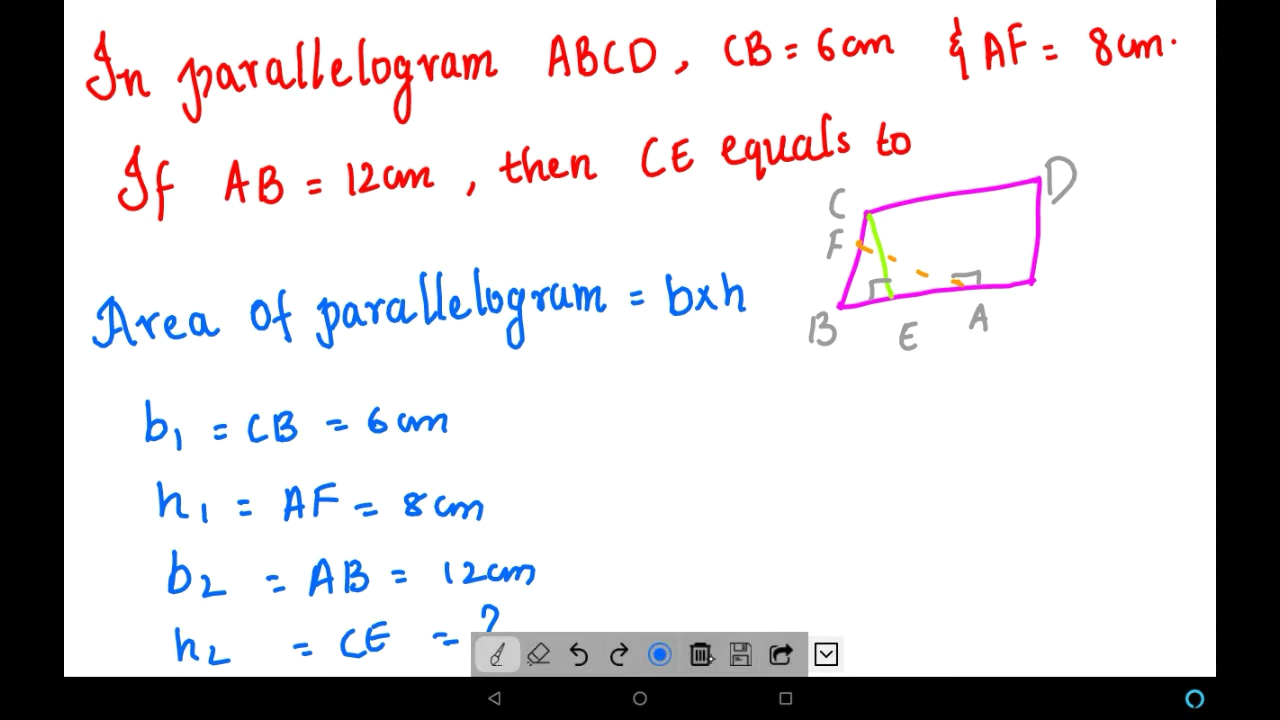 In parallelogram ABCD, CB = 6cm & AF = 8cm.
If AB = 12cm, then CE equals to
C
D
F
B
E
A
Area of parallelogram = b×h
b₁ = CB = 6cm
h₁ = AF = 8cm
b₂ = AB = 12cm
h₂ = CE = ?